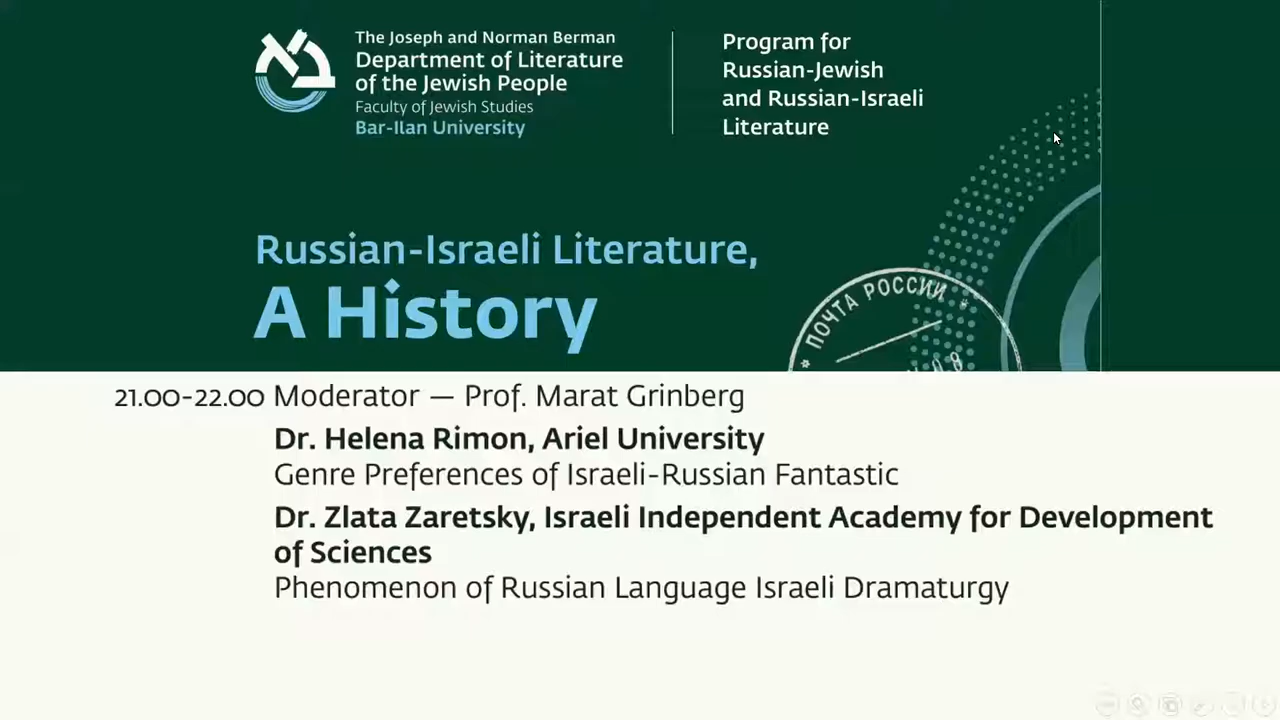 The Joseph and Norman Berman
Department of Literature
of the Jewish People
Faculty of Jewish Studies
Bar-Ilan University
Program for
Russian-Jewish
and Russian-Israeli
Literature
Russian-Israeli Literature,
A History
* ПОЧТА РОССИИ *
21.00-22.00 Moderator — Prof. Marat Grinberg
Dr. Helena Rimon, Ariel University
Genre Preferences of Israeli-Russian Fantastic
Dr. Zlata Zaretsky, Israeli Independent Academy for Development
of Sciences
Phenomenon of Russian Language Israeli Dramaturgy